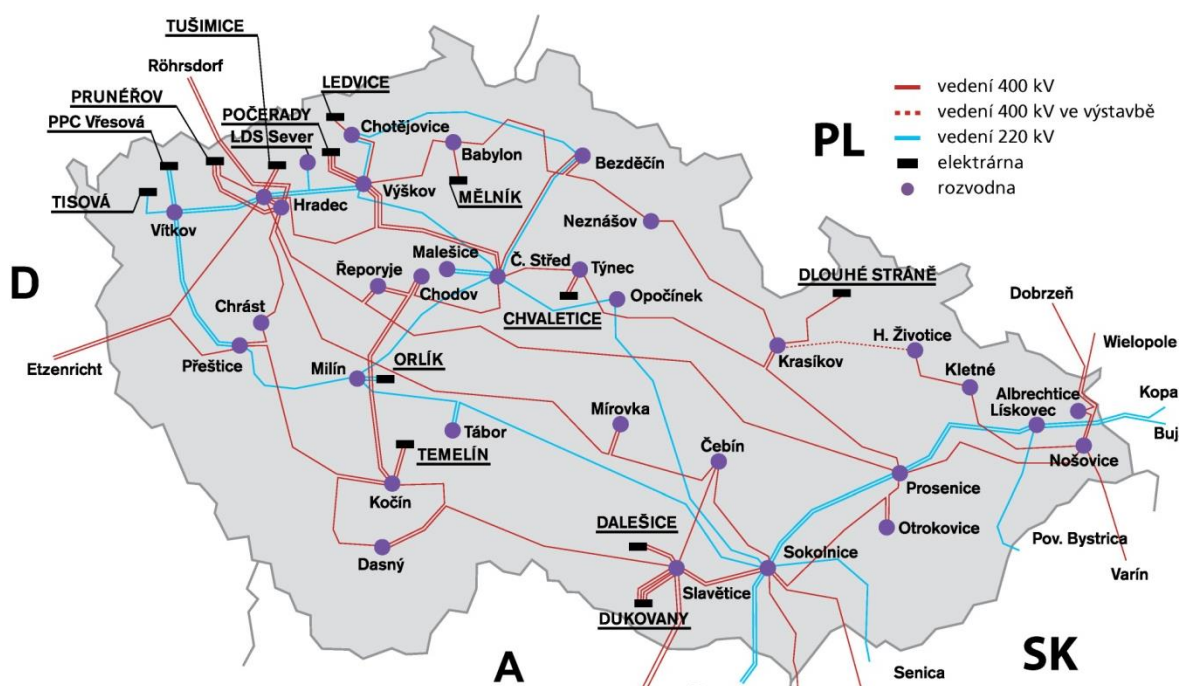 TUŠIMICE
Röhrsdorf
PRUNÉŘOV
PPC Vřesová
LEDVICE
POČERADY
LDS Sever
Chotějovice
Babylon
Bezděčín
PL
vedení 400 kV
vedení 400 kV ve výstavbě
vedení 220 kV
elektrárna
rozvodna
TISOVÁ
Vítkov
Hradec
Výškov
MĚLNÍK
Neznášov
D
Malešice
Č. Střed
Týnec
Řeporyje
Chodov
CHVALETICE
Opočínek
DLOUHÉ STRÁNĚ
Dobrzeň
Chrást
Krasíkov
H. Životice
Wielopole
Etzenricht
Přeštice
Milín
ORLÍK
Kletné
Albrechtice
Lískovec
Kopa
Buj
Mírovka
Tábor
TEMELÍN
Čebín
Nošovice
Kočín
Prosenice
Otrokovice
DALEŠICE
Dasný
Sokolnice
Pov. Bystrica
Varín
Slavětice
DUKOVANY
A
Senica
SK